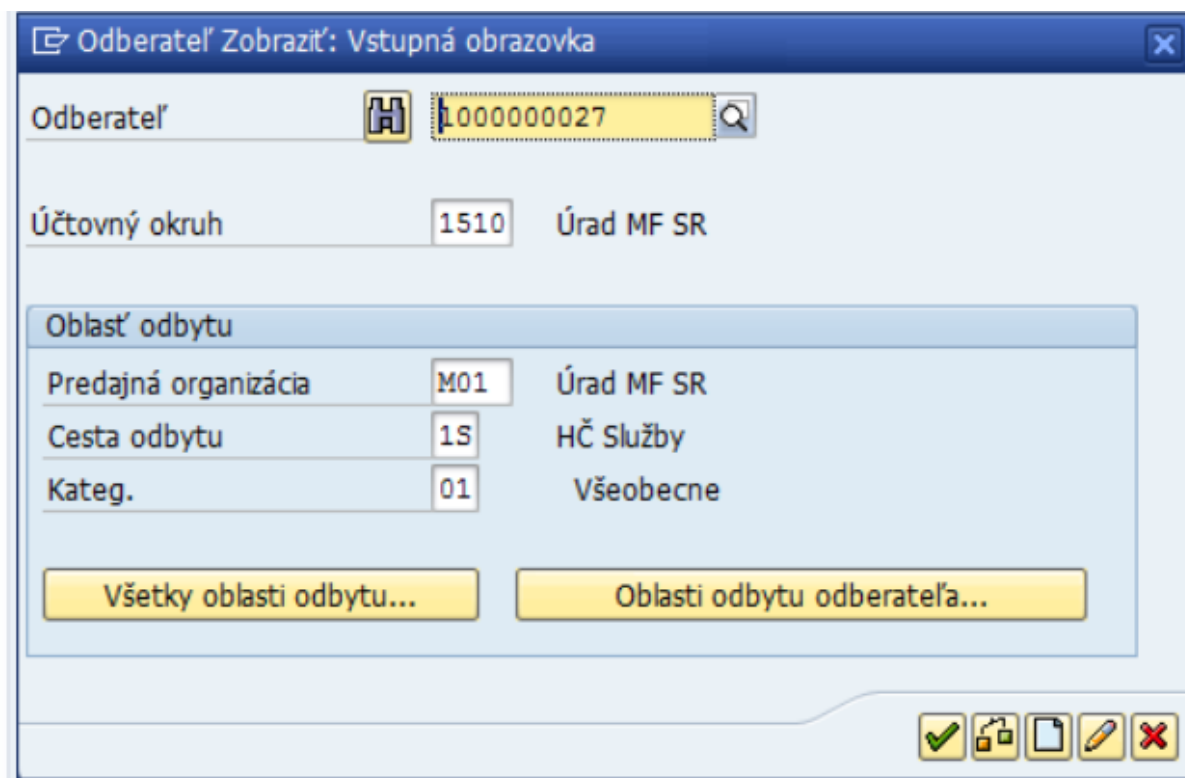 Odberateľ Zobraziť: Vstupná obrazovka
Odberateľ 1000000027
Účtovný okruh 1510 Úrad MF SR
Oblasť odbytu
Predajná organizácia M01 Úrad MF SR
Cesta odbytu 1S HČ Služby
Kateg. 01 Všeobecne
Všetky oblasti odbytu... Oblasti odbytu odberateľa...